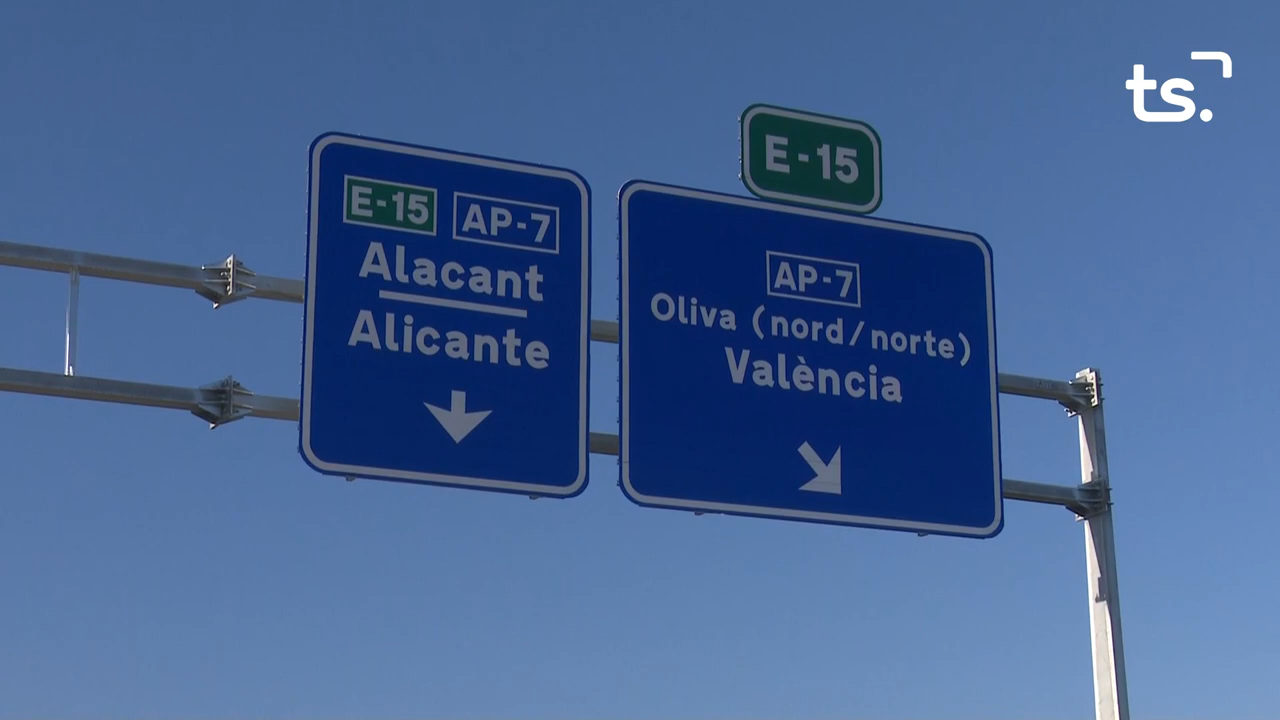 E-15 AP-7
Alacant
Alicante
E-15
AP-7
Oliva (nord/norte)
València
ts.